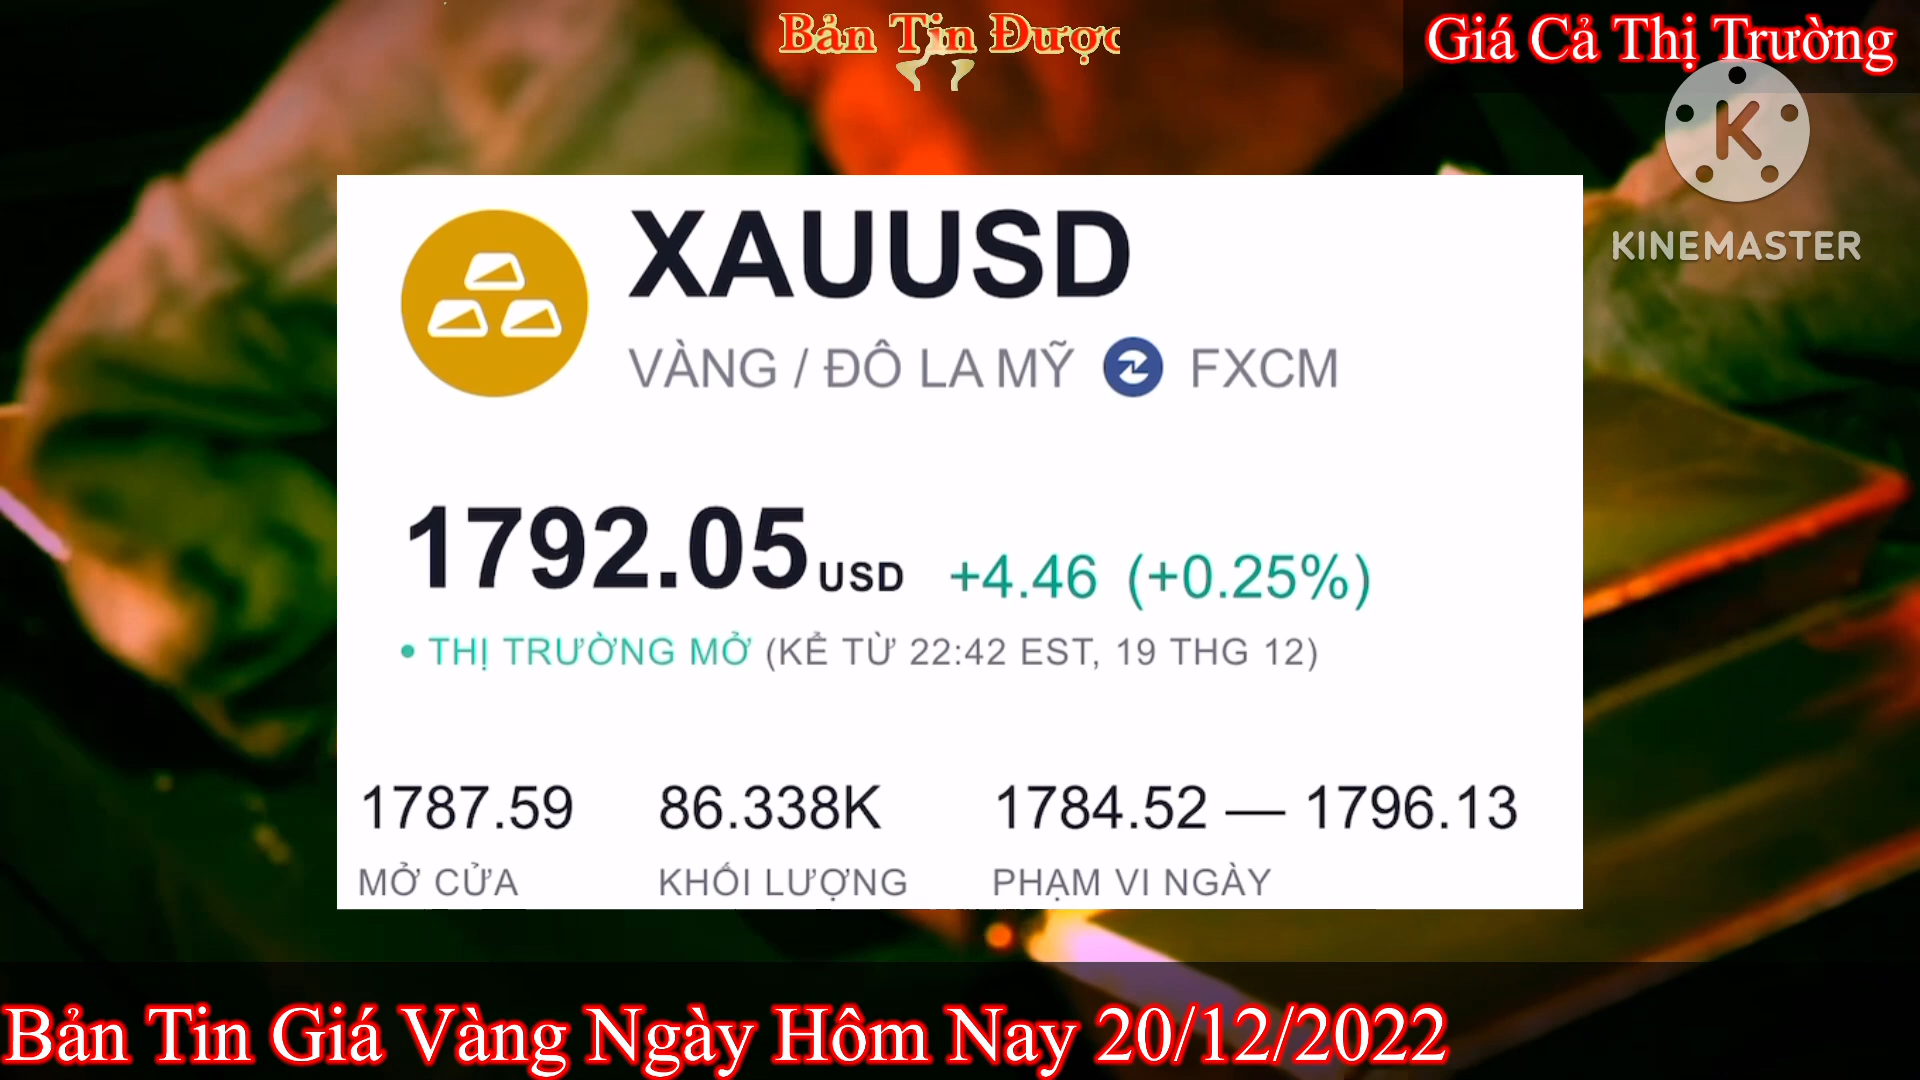 Bản Tin Được
Giá Cả Thị Trường
K
KINEMASTER
XAUUSD
VÀNG / ĐÔ LA MỸ FXCM
1792.05 USD +4.46 (+0.25%)
• THỊ TRƯỜNG MỞ (KỂ TỪ 22:42 EST, 19 THG 12)
1787.59 86.338K 1784.52 — 1796.13
MỞ CỬA KHỐI LƯỢNG PHẠM VI NGÀY
Bản Tin Giá Vàng Ngày Hôm Nay 20/12/2022